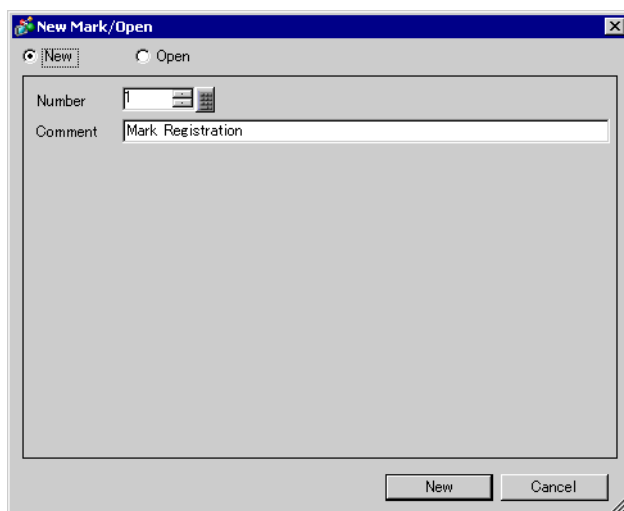 New Mark/Open
New Open
Number 1
Comment Mark Registration
New Cancel